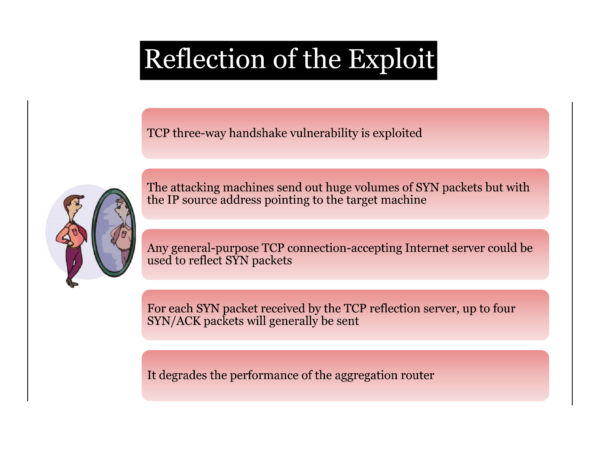 Reflection of the Exploit
TCP three-way handshake vulnerability is exploited
The attacking machines send out huge volumes of SYN packets but with
the IP source address pointing to the target machine
Any general-purpose TCP connection-accepting Internet server could be
used to reflect SYN packets
For each SYN packet received by the TCP reflection server, up to four
SYN/ACK packets will generally be sent
It degrades the performance of the aggregation router